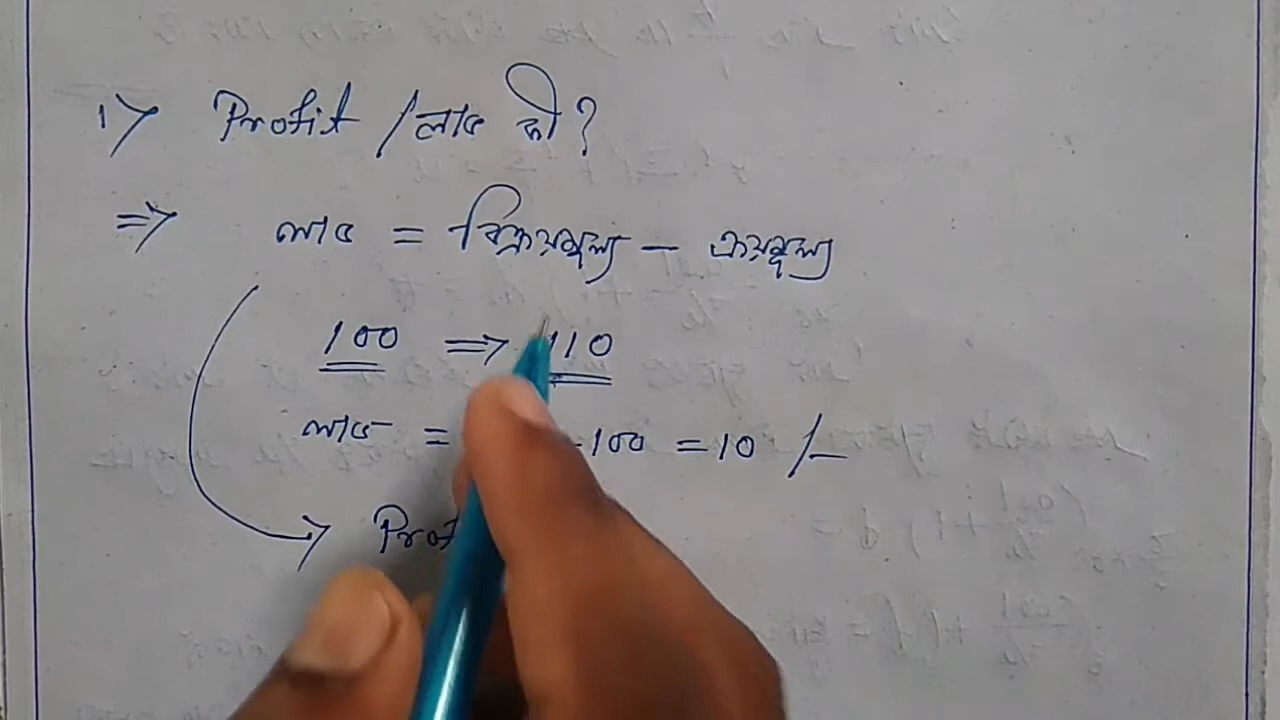 1) Profit / লাভ কী?
⇒ লাভ = বিক্রয়মূল্য − ক্রয়মূল্য
100 ⇒ 110
লাভ = - 100 = 10 /-
→ Prof